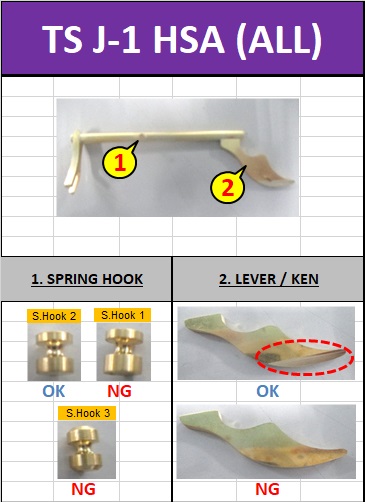 TS J-1 HSA (ALL)
1
2
1. SPRING HOOK
2. LEVER / KEN
S.Hook 2
S.Hook 1
OK
NG
OK
S.Hook 3
NG
NG